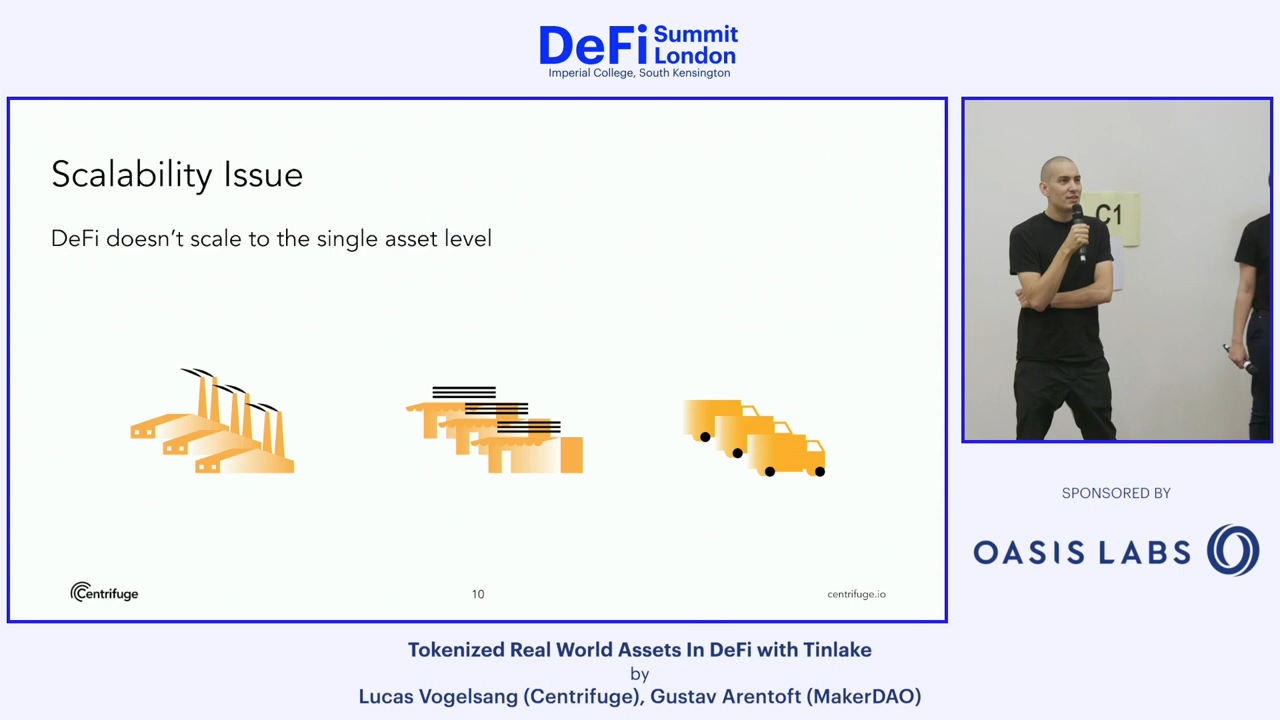 DeFi Summit
London
Imperial College, South Kensington
Scalability Issue
DeFi doesn't scale to the single asset level
C1
Centrifuge
10
centrifuge.io
SPONSORED BY
OASIS LABS
Tokenized Real World Assets In DeFi with Tinlake
by
Lucas Vogelsang (Centrifuge), Gustav Arentoft (MakerDAO)